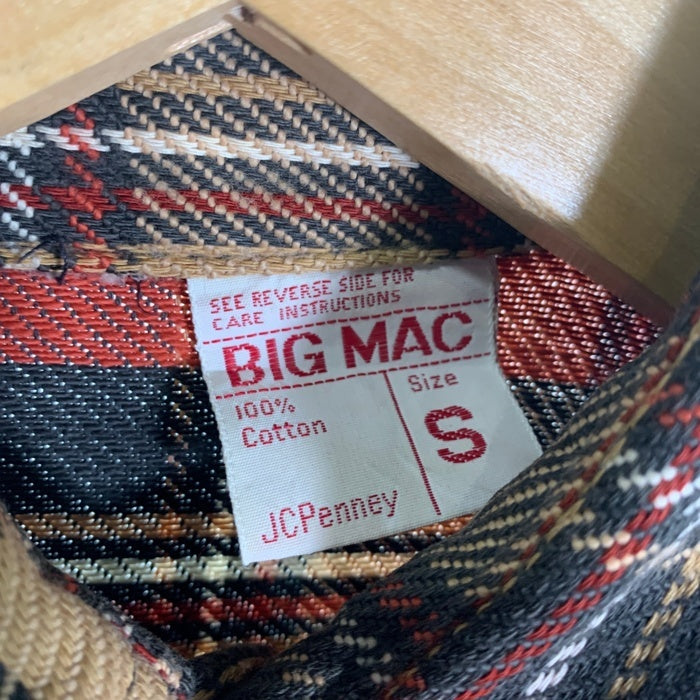 SEE REVERSE SIDE FOR
CARE INSTRUCTIONS
BIG MAC
100%
Cotton
Size
S
JCPenney